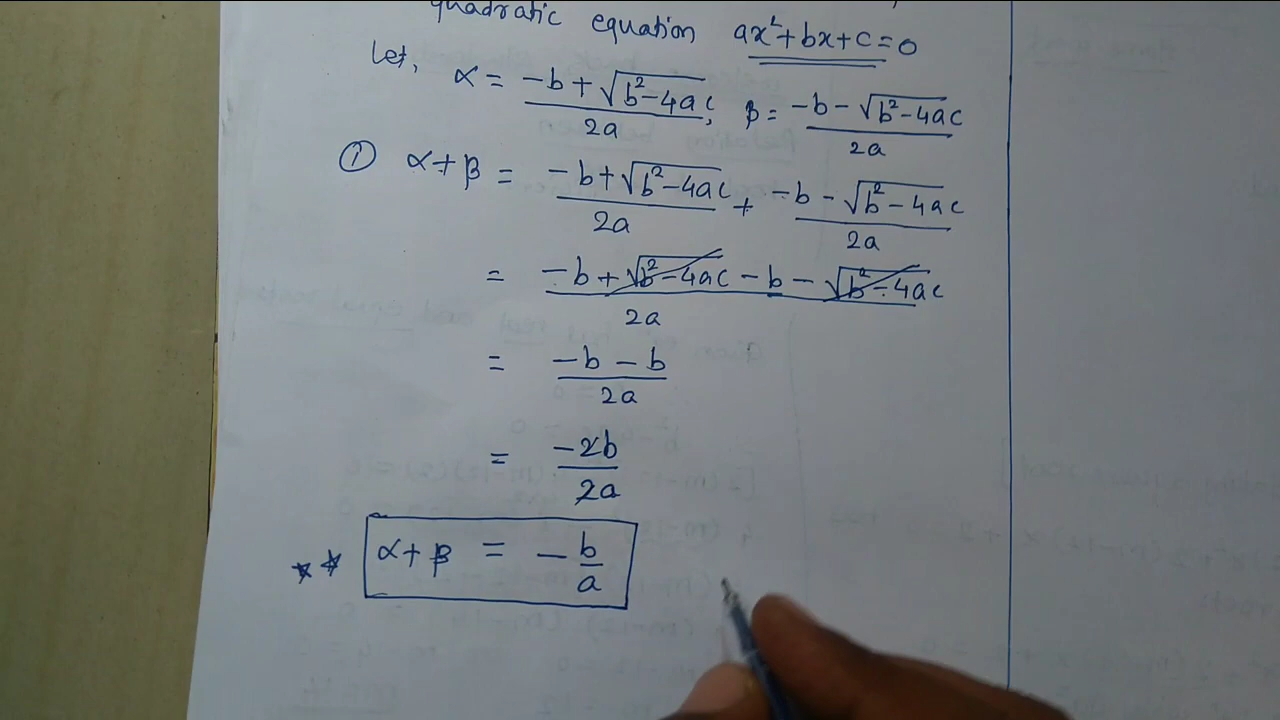 quadratic equation ax²+bx+c=0
Let, α = (-b + √(b²-4ac))/2a; β = (-b - √(b²-4ac))/2a
① α+β = (-b + √(b²-4ac))/2a + (-b - √(b²-4ac))/2a
= (-b + √(b²-4ac) - b - √(b²-4ac))/2a
= (-b - b)/2a
= -2b/2a
** α+β = -b/a